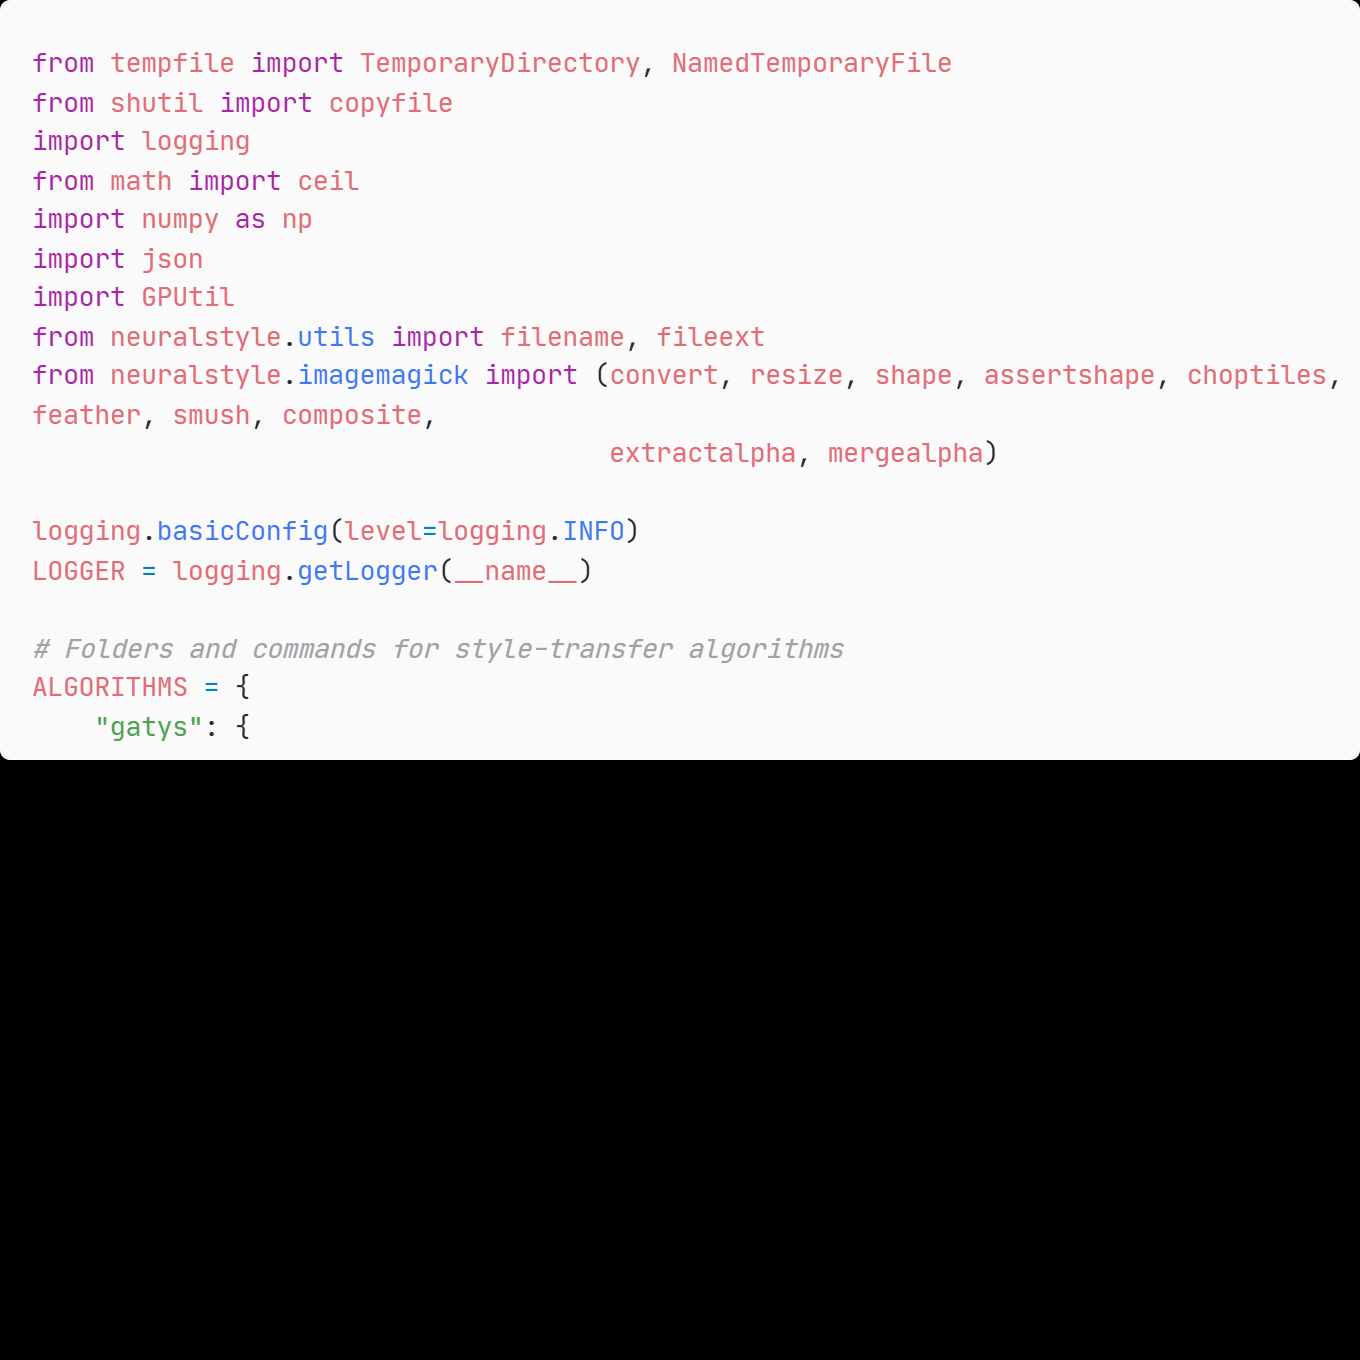 from tempfile import TemporaryDirectory, NamedTemporaryFile
from shutil import copyfile
import logging
from math import ceil
import numpy as np
import json
import GPUtil
from neuralstyle.utils import filename, fileext
from neuralstyle.imagemagick import (convert, resize, shape, assertshape, choptiles,
feather, smush, composite,
                                     extractalpha, mergealpha)

logging.basicConfig(level=logging.INFO)
LOGGER = logging.getLogger(__name__)

# Folders and commands for style-transfer algorithms
ALGORITHMS = {
    "gatys": {